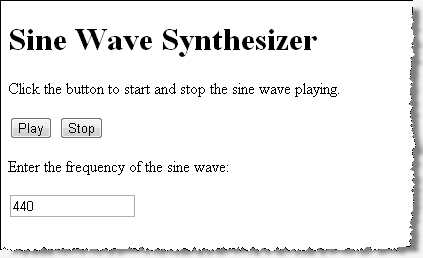 Sine Wave Synthesizer
Click the button to start and stop the sine wave playing.
Play Stop
Enter the frequency of the sine wave:
440